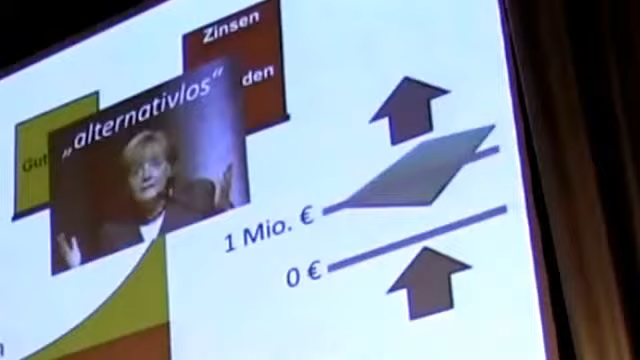 Zinsen
den
Gut
„alternativlos“
1 Mio. €
0 €